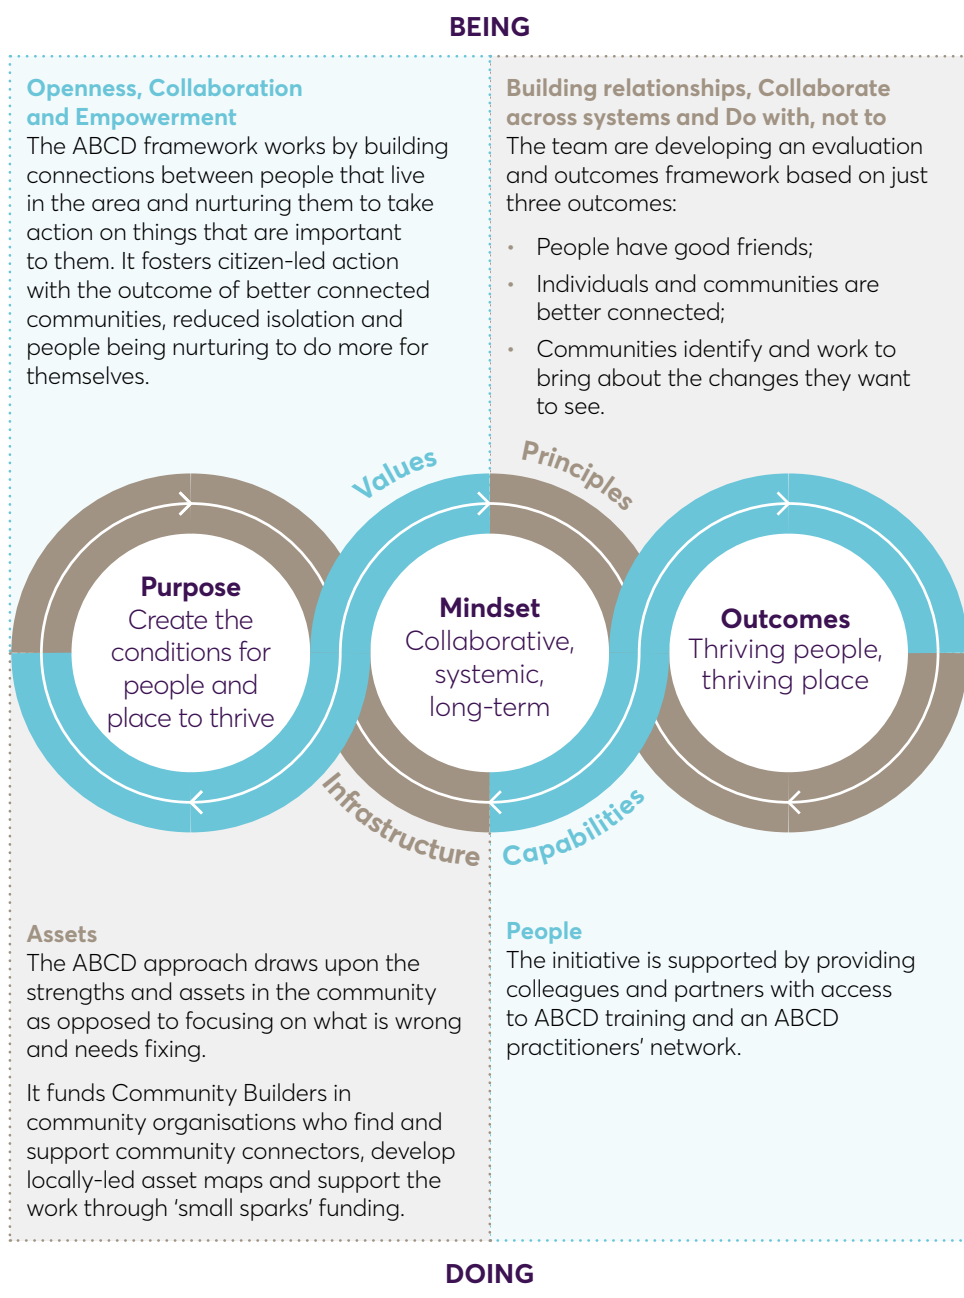 BEING
Openness, Collaboration
and Empowerment
The ABCD framework works by building
connections between people that live
in the area and nurturing them to take
action on things that are important
to them. It fosters citizen-led action
with the outcome of better connected
communities, reduced isolation and
people being nurturing to do more for
themselves.
Building relationships, Collaborate
across systems and Do with, not to
The team are developing an evaluation
and outcomes framework based on just
three outcomes:
• People have good friends;
• Individuals and communities are
better connected;
• Communities identify and work to
bring about the changes they want
to see.
Values
Principles
Purpose
Create the
conditions for
people and
place to thrive
Mindset
Collaborative,
systemic,
long-term
Outcomes
Thriving people,
thriving place
Infrastructure
Capabilities
Assets
The ABCD approach draws upon the
strengths and assets in the community
as opposed to focusing on what is wrong
and needs fixing.
It funds Community Builders in
community organisations who find and
support community connectors, develop
locally-led asset maps and support the
work through ‘small sparks’ funding.
People
The initiative is supported by providing
colleagues and partners with access
to ABCD training and an ABCD
practitioners’ network.
DOING